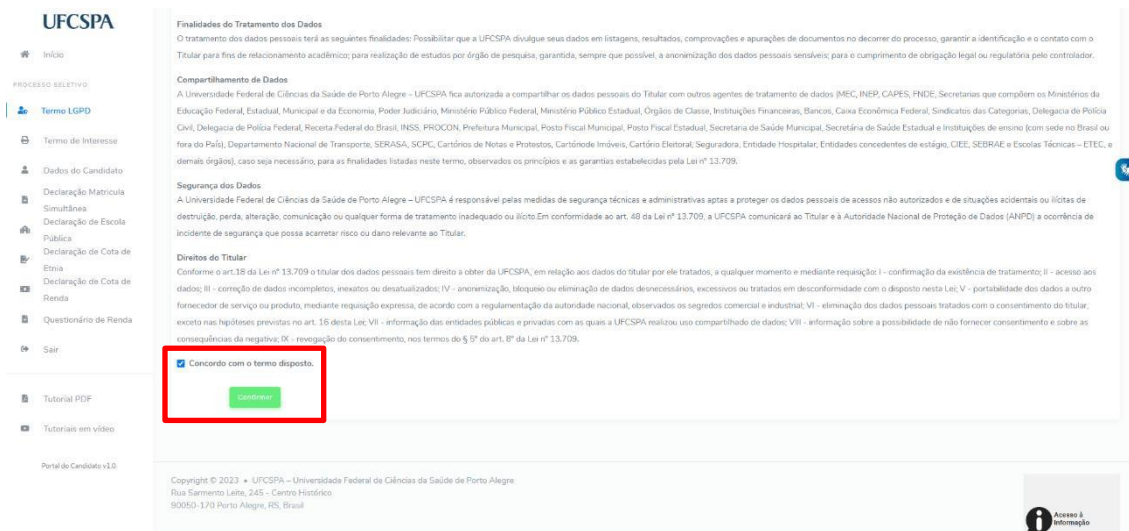 UFCSPA
Início
PROCESSO SELETIVO
Termo LGPD
Termo de Interesse
Dados do Candidato
Declaração Matricula
Simultânea
Declaração de Escola
Pública
Declaração de Cota de
Etnia
Declaração de Cota de
Renda
Questionário de Renda
Sair
Tutorial PDF
Tutoriais em vídeo
Portal do Candidato v1.0
Finalidades do Tratamento dos Dados
O tratamento dos dados pessoais terá as seguintes finalidades: Possibilitar que a UFCSPA divulgue seus dados em listagens, resultados, comprovações e apurações de documentos no decorrer do processo, garantir a identificação e o contato com o
Titular para fins de relacionamento acadêmico; para realização de estudos por órgão de pesquisa, garantida, sempre que possível, a anonimização dos dados pessoais sensíveis; para o cumprimento de obrigação legal ou regulatória pelo controlador.
Compartilhamento de Dados
A Universidade Federal de Ciências da Saúde de Porto Alegre – UFCSPA fica autorizada a compartilhar os dados pessoais do Titular com outros agentes de tratamento de dados (MEC, INEP, CAPES, FNDE, Secretarias que compõem os Ministérios da
Educação Federal, Estadual, Municipal e da Economia, Poder Judiciário, Ministério Público Federal, Ministério Público Estadual, Órgãos de Classe, Instituições Financeiras, Bancos, Caixa Econômica Federal, Sindicatos das Categorias, Delegacia de Polícia
Civil, Delegacia de Polícia Federal, Receita Federal do Brasil, INSS, PROCON, Prefeitura Municipal, Posto Fiscal Municipal, Posto Fiscal Estadual, Secretaria de Saúde Municipal, Secretária de Saúde Estadual e Instituições de ensino (com sede no Brasil ou
fora do País), Departamento Nacional de Transporte, SERASA, SCPC, Cartórios de Notas e Protestos, Cartóriode Imóveis, Cartório Eleitoral, Seguradora, Entidade Hospitalar, Entidades concedentes de estágio, CIEE, SEBRAE e Escolas Técnicas – ETEC, e
demais órgãos), caso seja necessário, para as finalidades listadas neste termo, observados os princípios e as garantias estabelecidas pela Lei nº 13.709.
Segurança dos Dados
A Universidade Federal de Ciências da Saúde de Porto Alegre – UFCSPA é responsável pelas medidas de segurança técnicas e administrativas aptas a proteger os dados pessoais de acessos não autorizados e de situações acidentais ou ilícitas de
destruição, perda, alteração, comunicação ou qualquer forma de tratamento inadequado ou ilícito.Em conformidade ao art. 48 da Lei nº 13.709, a UFCSPA comunicará ao Titular e à Autoridade Nacional de Proteção de Dados (ANPD) a ocorrência de
incidente de segurança que possa acarretar risco ou dano relevante ao Titular.
Direitos do Titular
Conforme o art.18 da Lei nº 13.709 o titular dos dados pessoais tem direito a obter da UFCSPA, em relação aos dados do titular por ele tratados, a qualquer momento e mediante requisição: I - confirmação da existência de tratamento; II - acesso aos
dados; III - correção de dados incompletos, inexatos ou desatualizados; IV - anonimização, bloqueio ou eliminação de dados desnecessários, excessivos ou tratados em desconformidade com o disposto nesta Lei; V - portabilidade dos dados a outro
fornecedor de serviço ou produto, mediante requisição expressa, de acordo com a regulamentação da autoridade nacional, observados os segredos comercial e industrial; VI - eliminação dos dados pessoais tratados com o consentimento do titular,
exceto nas hipóteses previstas no art. 16 desta Lei; VII - informação das entidades públicas e privadas com as quais a UFCSPA realizou uso compartilhado de dados; VIII - informação sobre a possibilidade de não fornecer consentimento e sobre as
consequências da negativa; IX - revogação do consentimento, nos termos do § 5º do art. 8º da Lei nº 13.709.
Concordo com o termo disposto.
Confirmar
Copyright © 2023 • UFCSPA – Universidade Federal de Ciências da Saúde de Porto Alegre
Rua Sarmento Leite, 245 - Centro Histórico
90050-170 Porto Alegre, RS, Brasil
Acesso à
Informação